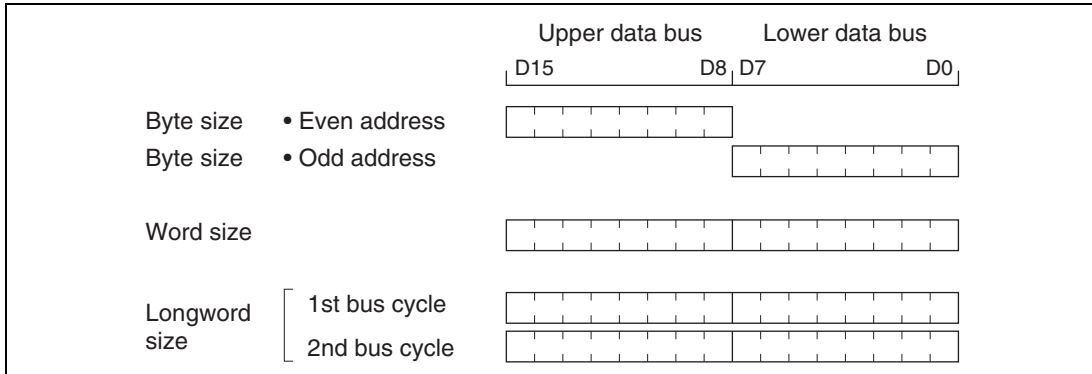 Upper data bus Lower data bus
D15 D8 D7 D0
Byte size • Even address
Byte size • Odd address
Word size
Longword size
1st bus cycle
2nd bus cycle